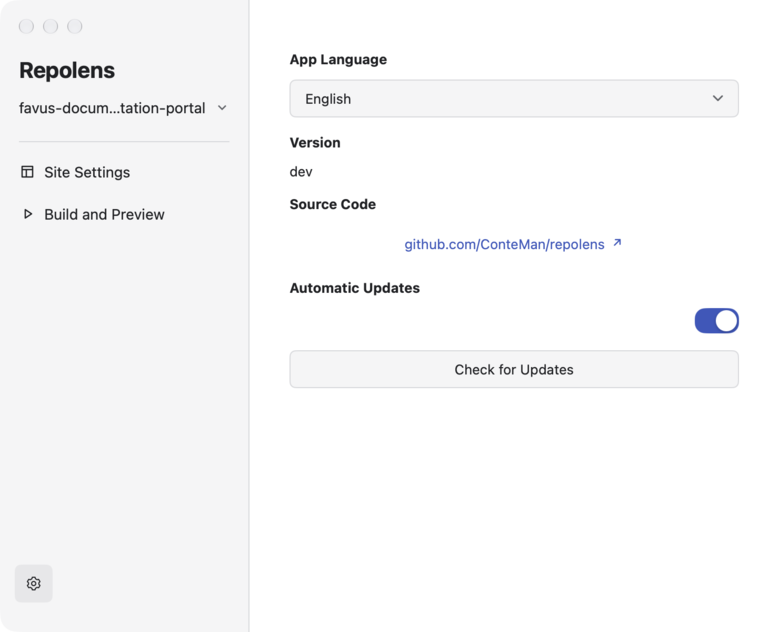 Repolens
favus-docum...tation-portal
Site Settings
Build and Preview
App Language
English
Version
dev
Source Code
github.com/ConteMan/repolens ↗
Automatic Updates
Check for Updates